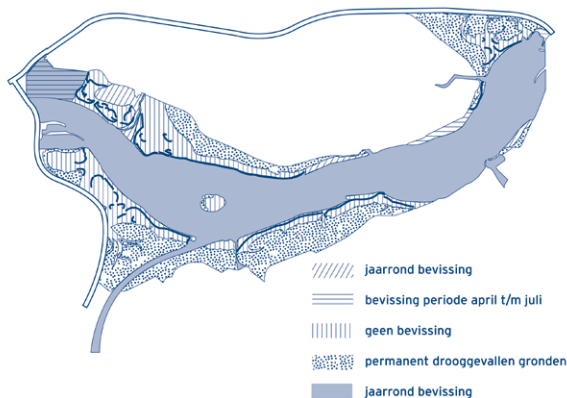 jaarrond bevissing
bevissing periode april t/m juli
geen bevissing
permanent drooggevallen gronden
jaarrond bevissing